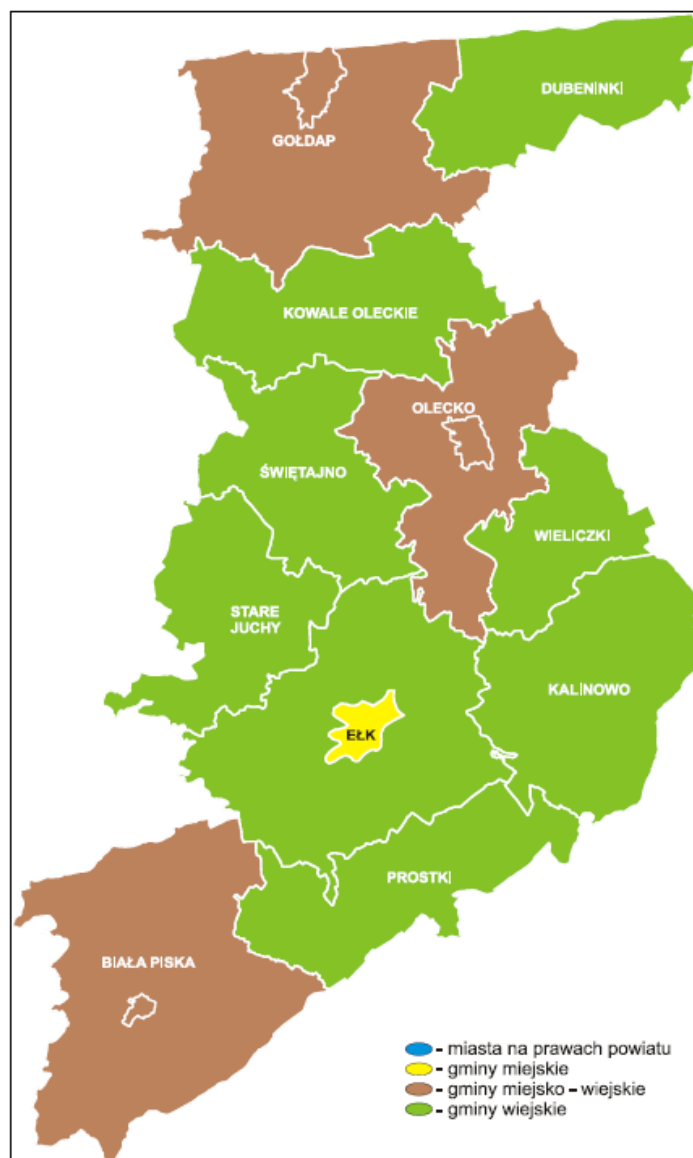 DUBENINKI
GOŁDAP
KOWALE OLECKIE
OLECKO
ŚWIĘTAJNO
WIELICZKI
STARE
JUCHY
KALINOWO
EŁK
PROSTKI
BIAŁA PISKA
- miasta na prawach powiatu
- gminy miejskie
- gminy miejsko – wiejskie
- gminy wiejskie